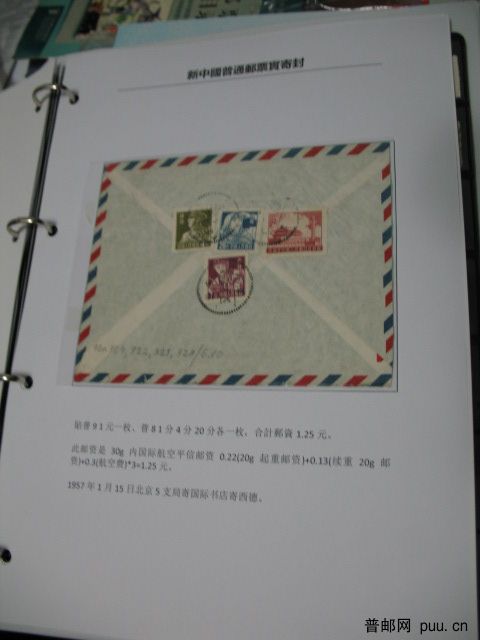 新中國普通郵票實寄封
貼普9 1元一枚、普8 1分4分20分各一枚，合計郵資1.25元。
此邮资是 30g 内国际航空平信邮资 0.22(20g 起重邮资)+0.13(续重 20g 邮
资)+0.3(航空费)*3=1.25元。
1957年1月15日北京5支局寄国际书店寄西德。
普邮网 puu.cn